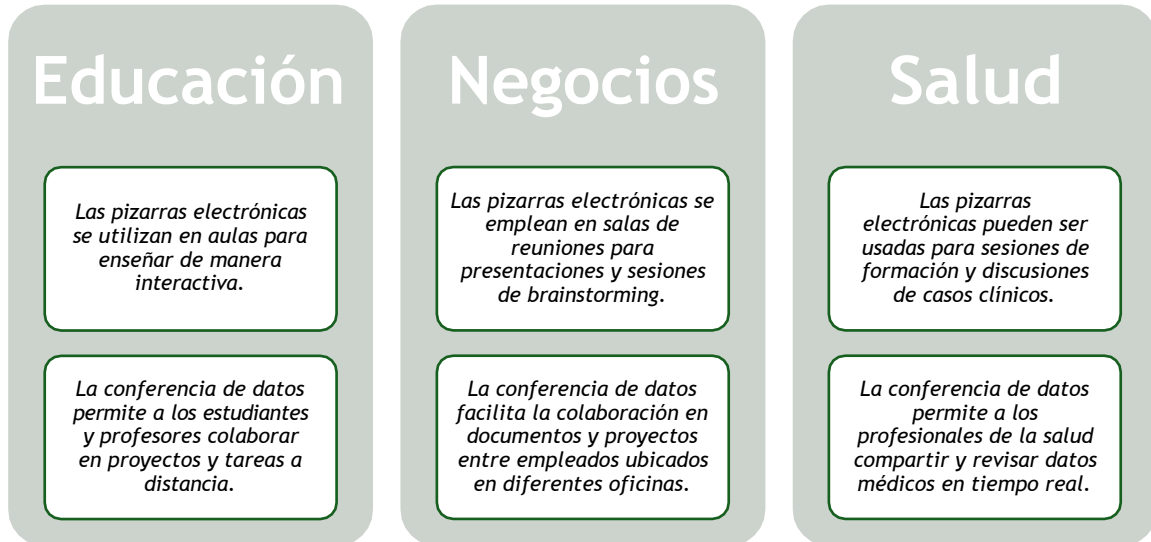 Educación
Las pizarras electrónicas
se utilizan en aulas para
enseñar de manera
interactiva.
La conferencia de datos
permite a los estudiantes
y profesores colaborar
en proyectos y tareas a
distancia.
Negocios
Las pizarras electrónicas se
emplean en salas de
reuniones para
presentaciones y sesiones
de brainstorming.
La conferencia de datos
facilita la colaboración en
documentos y proyectos
entre empleados ubicados
en diferentes oficinas.
Salud
Las pizarras
electrónicas pueden ser
usadas para sesiones de
formación y discusiones
de casos clínicos.
La conferencia de datos
permite a los
profesionales de la salud
compartir y revisar datos
médicos en tiempo real.